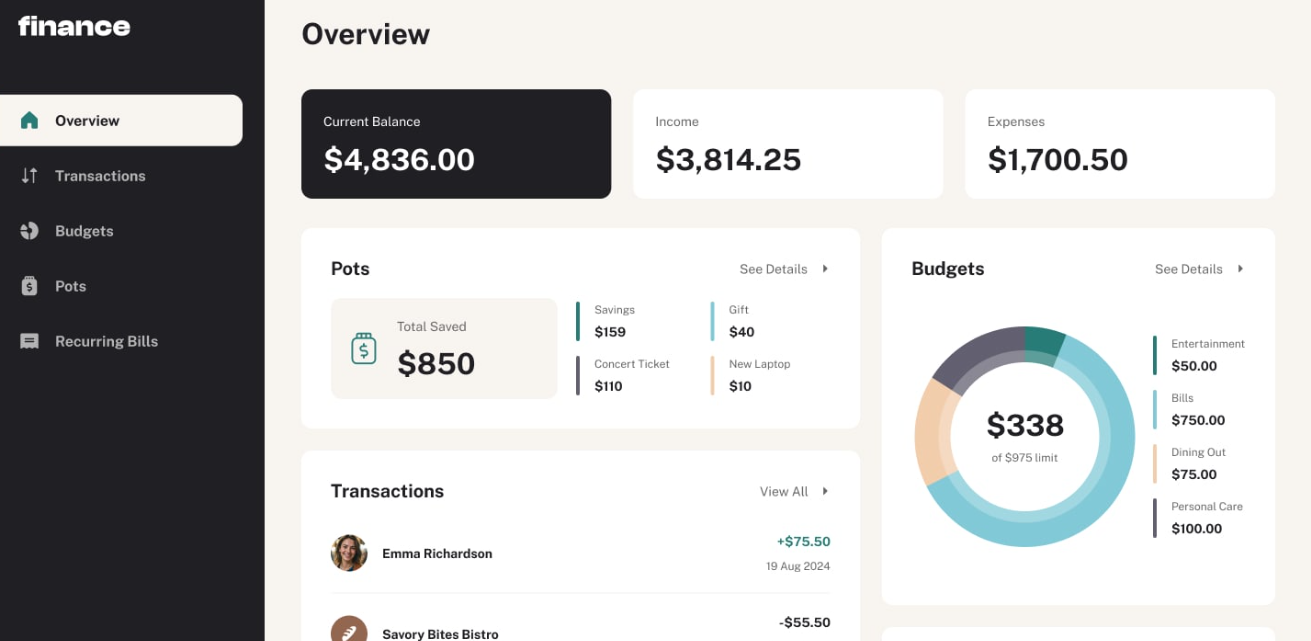 finance
Overview
Transactions
Budgets
Pots
Recurring Bills
Overview
Current Balance
$4,836.00
Income
$3,814.25
Expenses
$1,700.50
Pots
See Details
Total Saved
$850
Savings
$159
Gift
$40
Concert Ticket
$110
New Laptop
$10
Transactions
View All
Emma Richardson
+$75.50
19 Aug 2024
Savory Bites Bistro
-$55.50
Budgets
See Details
$338
of $975 limit
Entertainment
$50.00
Bills
$750.00
Dining Out
$75.00
Personal Care
$100.00